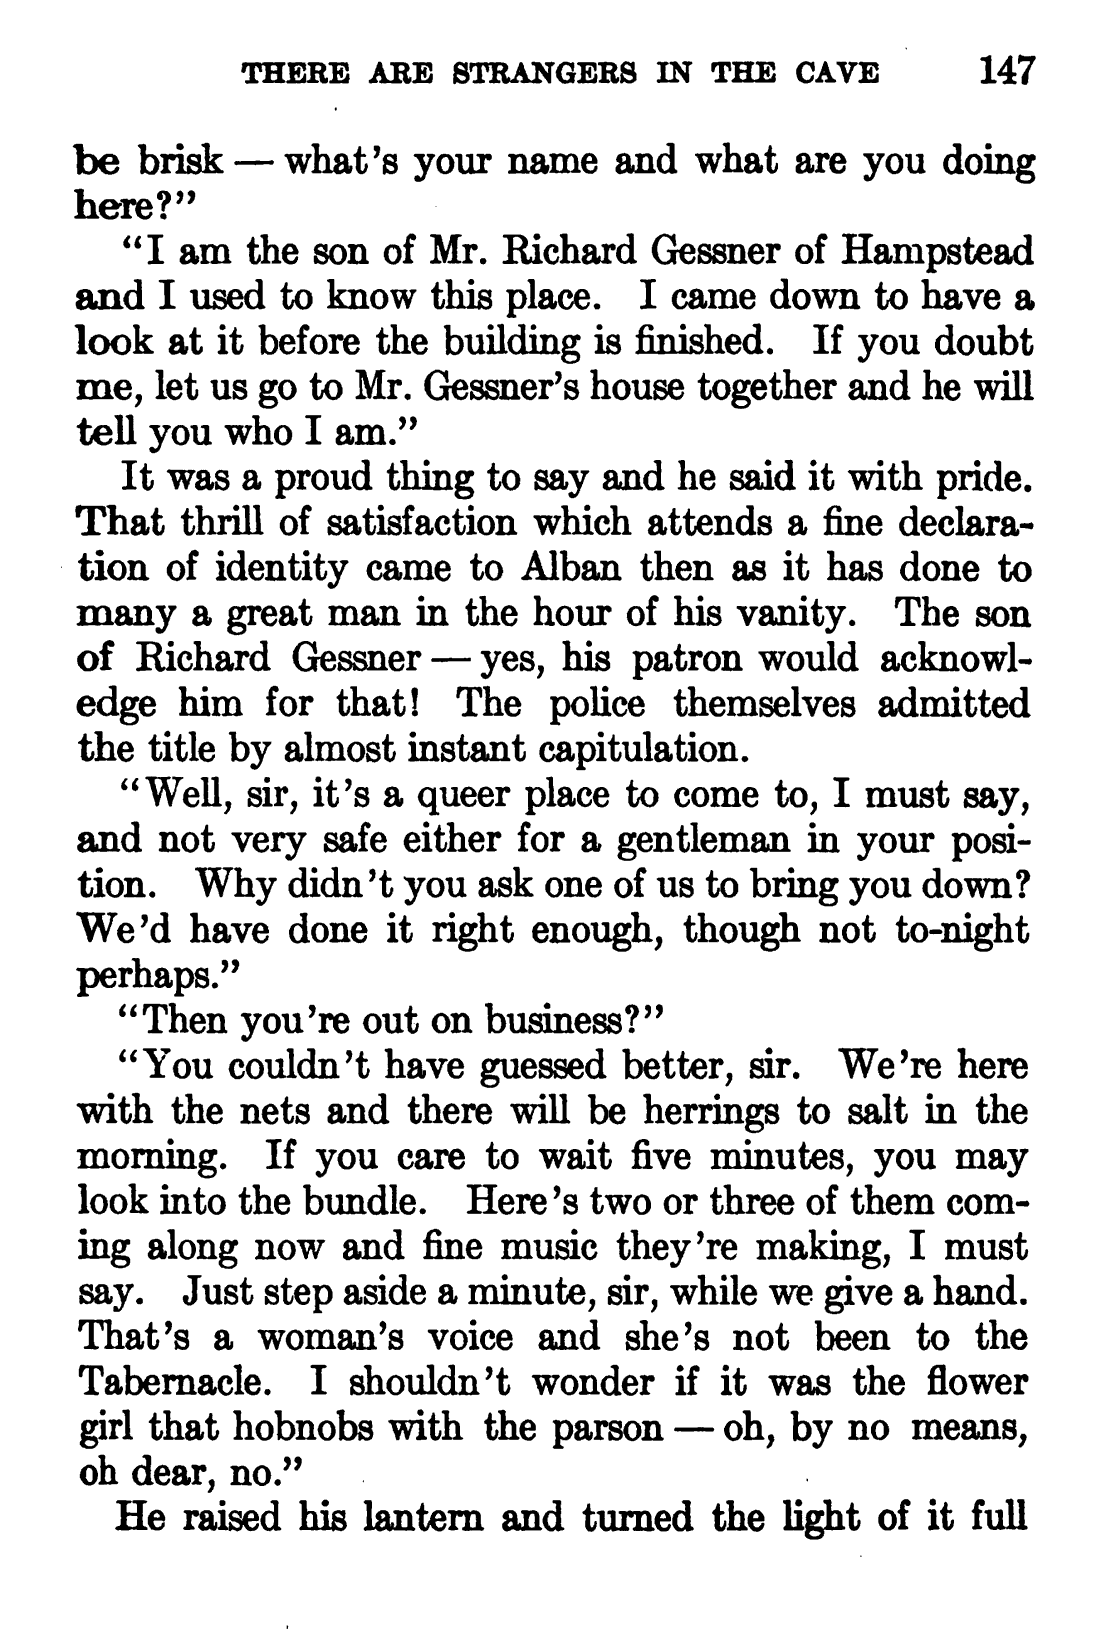 THERE ARE STRANGERS IN THE CAVE 147
be brisk — what's your name and what are you doing
here?"
"I am the son of Mr. Richard Gessner of Hampstead
and I used to know this place. I came down to have a
look at it before the building is finished. If you doubt
me, let us go to Mr. Gessner's house together and he will
tell you who I am."
It was a proud thing to say and he said it with pride.
That thrill of satisfaction which attends a fine declara-
tion of identity came to Alban then as it has done to
many a great man in the hour of his vanity. The son
of Richard Gessner — yes, his patron would acknowl-
edge him for that! The police themselves admitted
the title by almost instant capitulation.
"Well, sir, it's a queer place to come to, I must say,
and not very safe either for a gentleman in your posi-
tion. Why didn't you ask one of us to bring you down?
We'd have done it right enough, though not to-night
perhaps."
"Then you're out on business?"
"You couldn't have guessed better, sir. We're here
with the nets and there will be herrings to salt in the
morning. If you care to wait five minutes, you may
look into the bundle. Here's two or three of them com-
ing along now and fine music they're making, I must
say. Just step aside a minute, sir, while we give a hand.
That's a woman's voice and she's not been to the
Tabernacle. I shouldn't wonder if it was the flower
girl that hobnobs with the parson — oh, by no means,
oh dear, no."
He raised his lantern and turned the light of it full